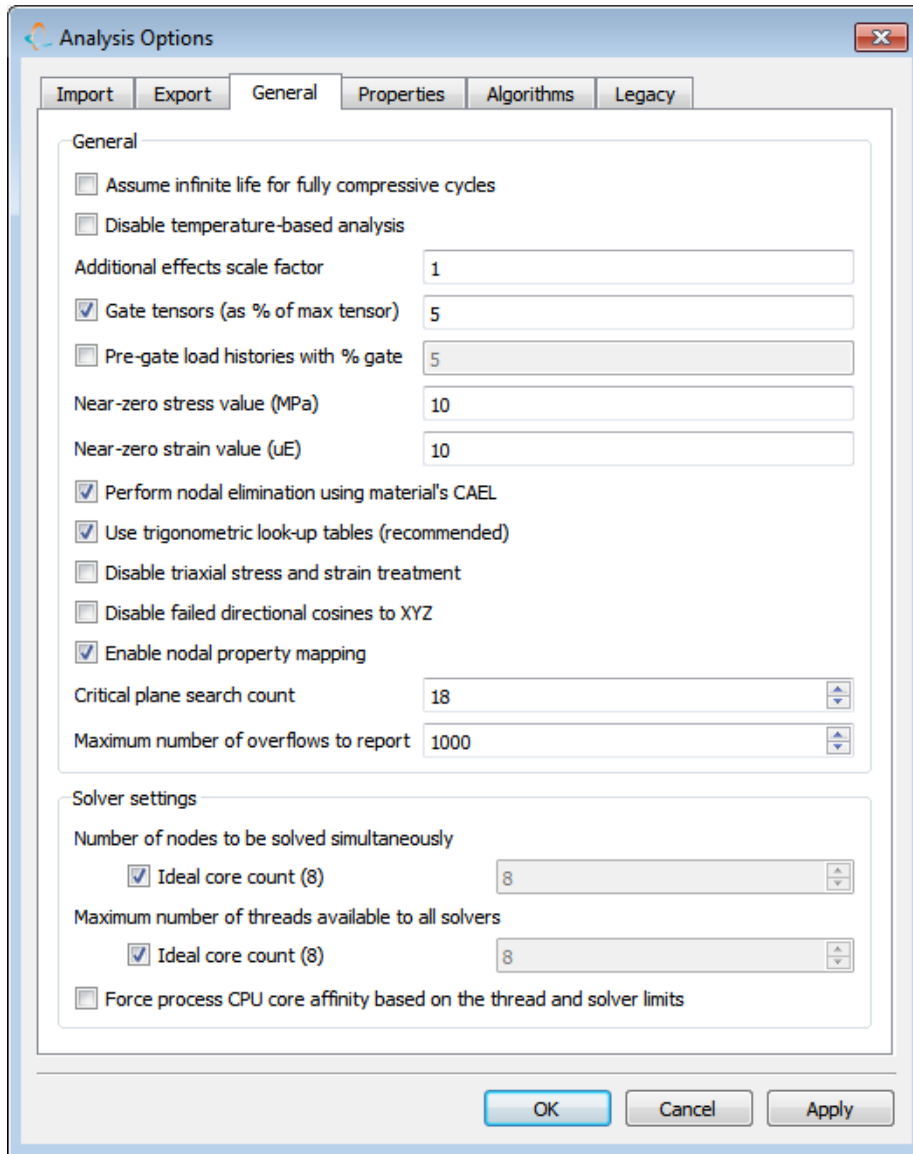 Analysis Options
Import Export General Properties Algorithms Legacy
General
Assume infinite life for fully compressive cycles
Disable temperature-based analysis
Additional effects scale factor 1
Gate tensors (as % of max tensor) 5
Pre-gate load histories with % gate 5
Near-zero stress value (MPa) 10
Near-zero strain value (uE) 10
Perform nodal elimination using material's CAEL
Use trigonometric look-up tables (recommended)
Disable triaxial stress and strain treatment
Disable failed directional cosines to XYZ
Enable nodal property mapping
Critical plane search count 18
Maximum number of overflows to report 1000
Solver settings
Number of nodes to be solved simultaneously
Ideal core count (8) 8
Maximum number of threads available to all solvers
Ideal core count (8) 8
Force process CPU core affinity based on the thread and solver limits
OK Cancel Apply